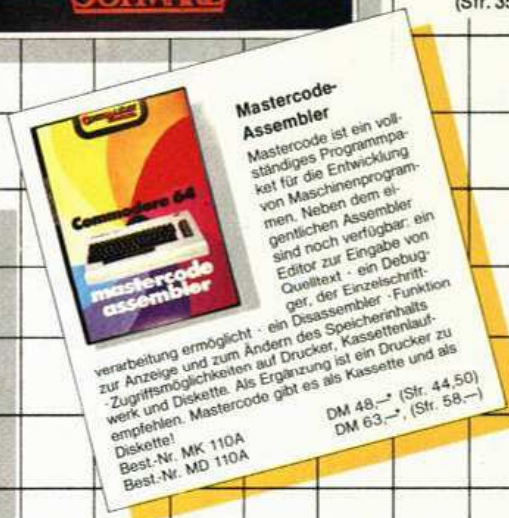 SOFTWARE
(Sfr. 35
Commodore 64
mastercode
assembler
Mastercode-
Assembler
Mastercode ist ein voll-
ständiges Programmpa-
ket für die Entwicklung
von Maschinenprogram-
men. Neben dem ei-
gentlichen Assembler
sind noch verfügbar: ein
Editor zur Eingabe von
Quelltext · ein Debug-
ger, der Einzelschritt-
verarbeitung ermöglicht · ein Disassembler · Funktion
zur Anzeige und zum Ändern des Speicherinhalts
· Zugriffsmöglichkeiten auf Drucker, Kassettenlauf-
werk und Diskette. Als Ergänzung ist ein Drucker zu
empfehlen. Mastercode gibt es als Kassette und als
Diskette!
Best.-Nr. MK 110A DM 48,–* (Sfr. 44,50)
Best.-Nr. MD 110A DM 63,–*, (Sfr. 58,–)